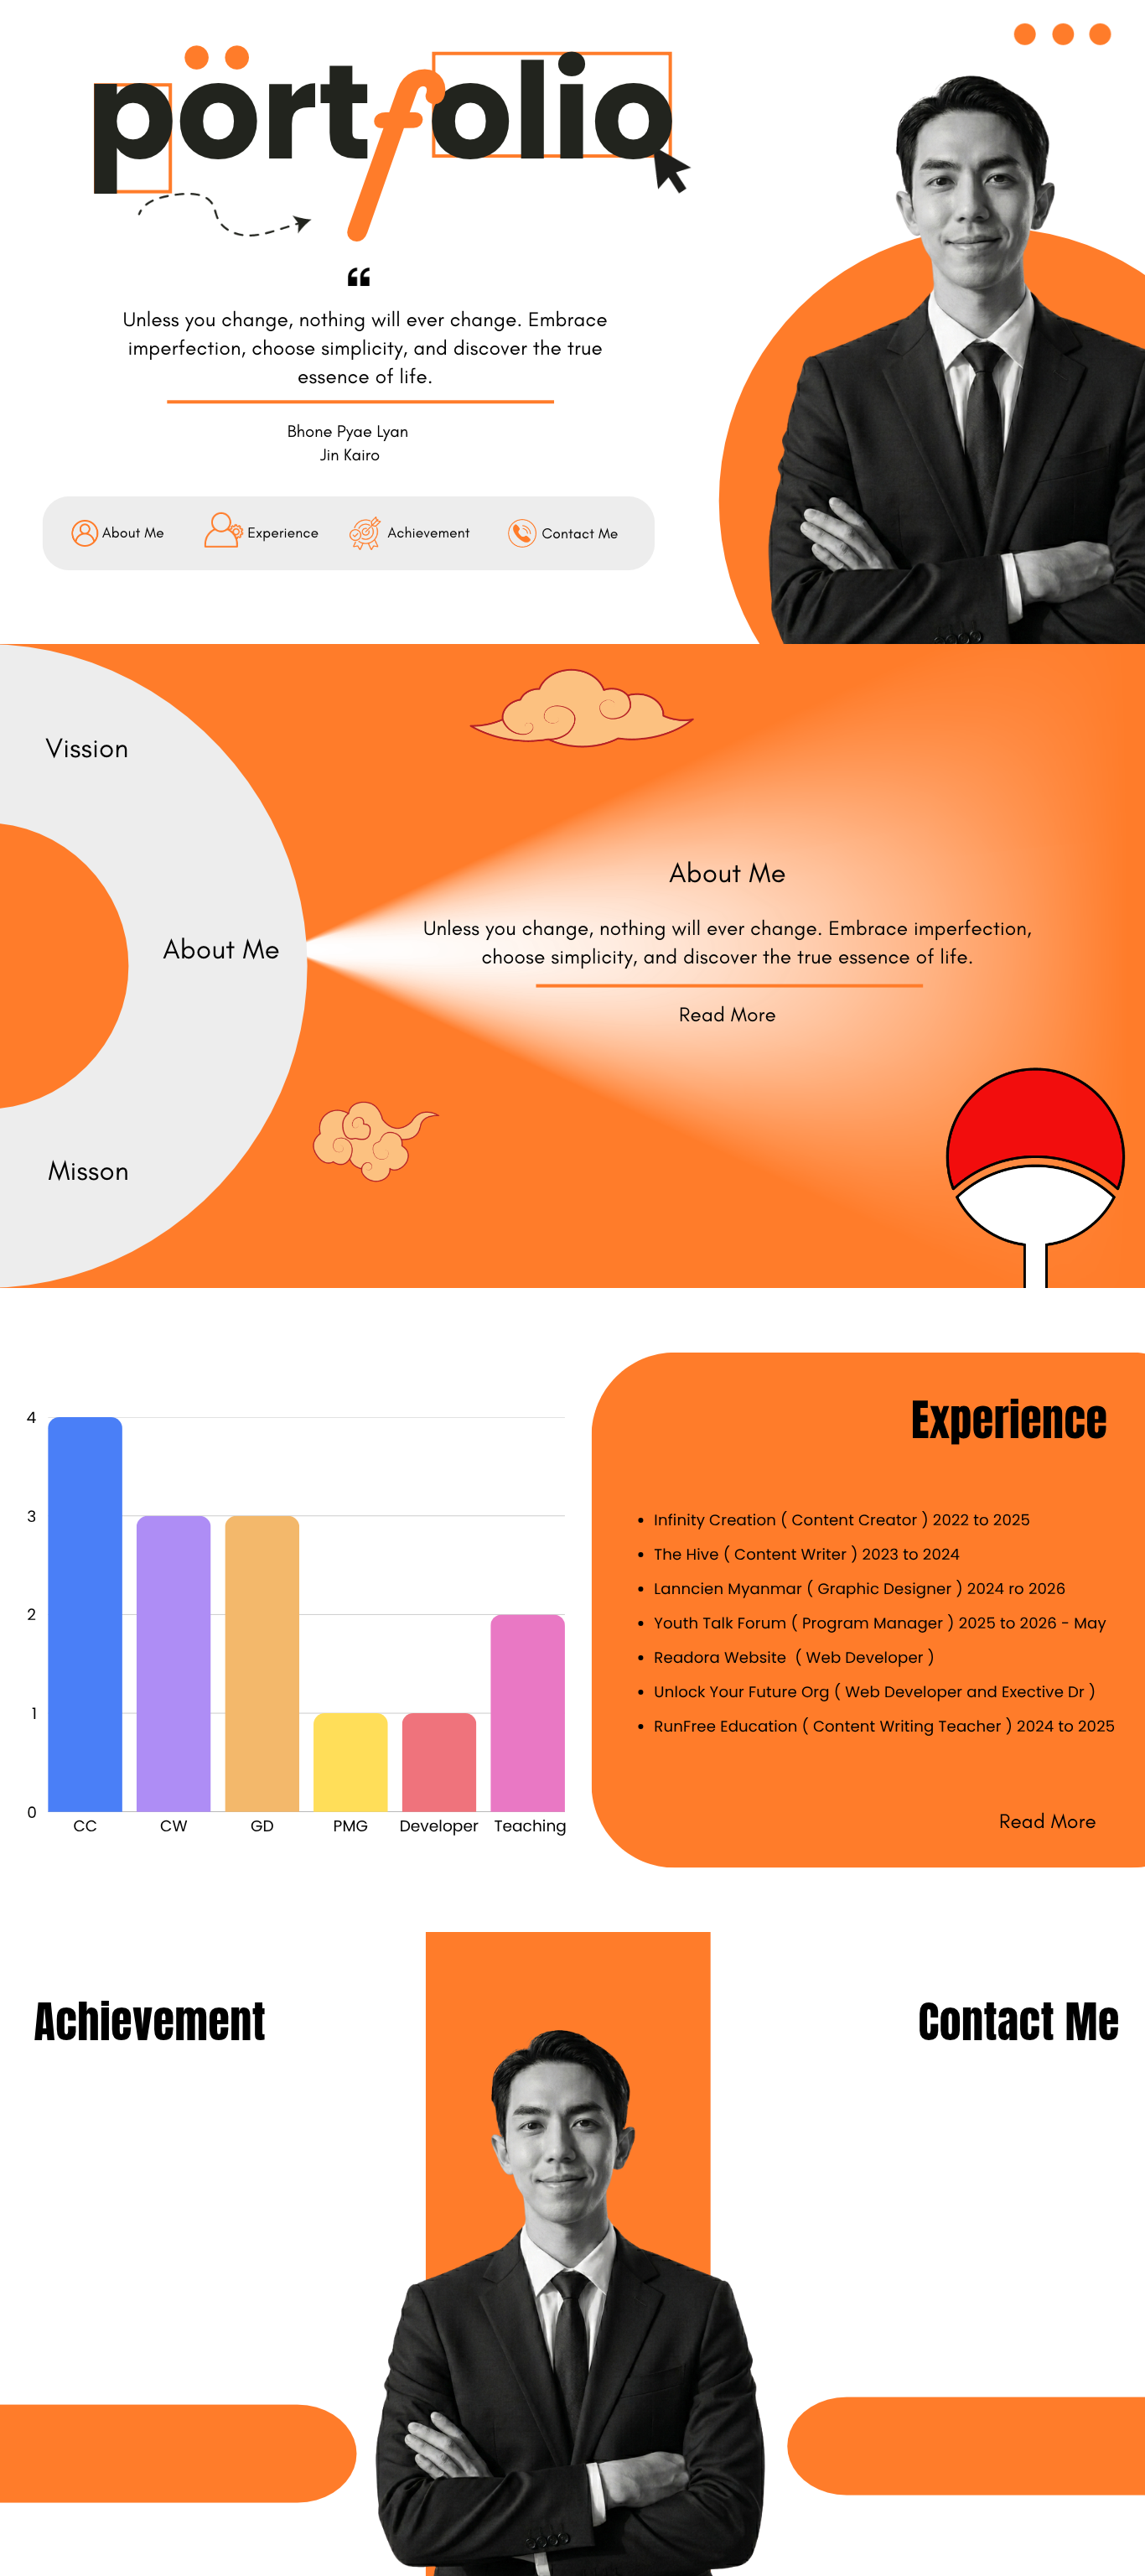 pörtfolio
“
Unless you change, nothing will ever change. Embrace
imperfection, choose simplicity, and discover the true
essence of life.
Bhone Pyae Lyan
Jin Kairo
About Me
Experience
Achievement
Contact Me
Vission
About Me
Misson
About Me
Unless you change, nothing will ever change. Embrace imperfection,
choose simplicity, and discover the true essence of life.
Read More
4
3
2
1
0
CC
CW
GD
PMG
Developer
Teaching
Experience
• Infinity Creation ( Content Creator ) 2022 to 2025
• The Hive ( Content Writer ) 2023 to 2024
• Lanncien Myanmar ( Graphic Designer ) 2024 ro 2026
• Youth Talk Forum ( Program Manager ) 2025 to 2026 - May
• Readora Website  ( Web Developer )
• Unlock Your Future Org ( Web Developer and Exective Dr )
• RunFree Education ( Content Writing Teacher ) 2024 to 2025
Read More
Achievement
Contact Me